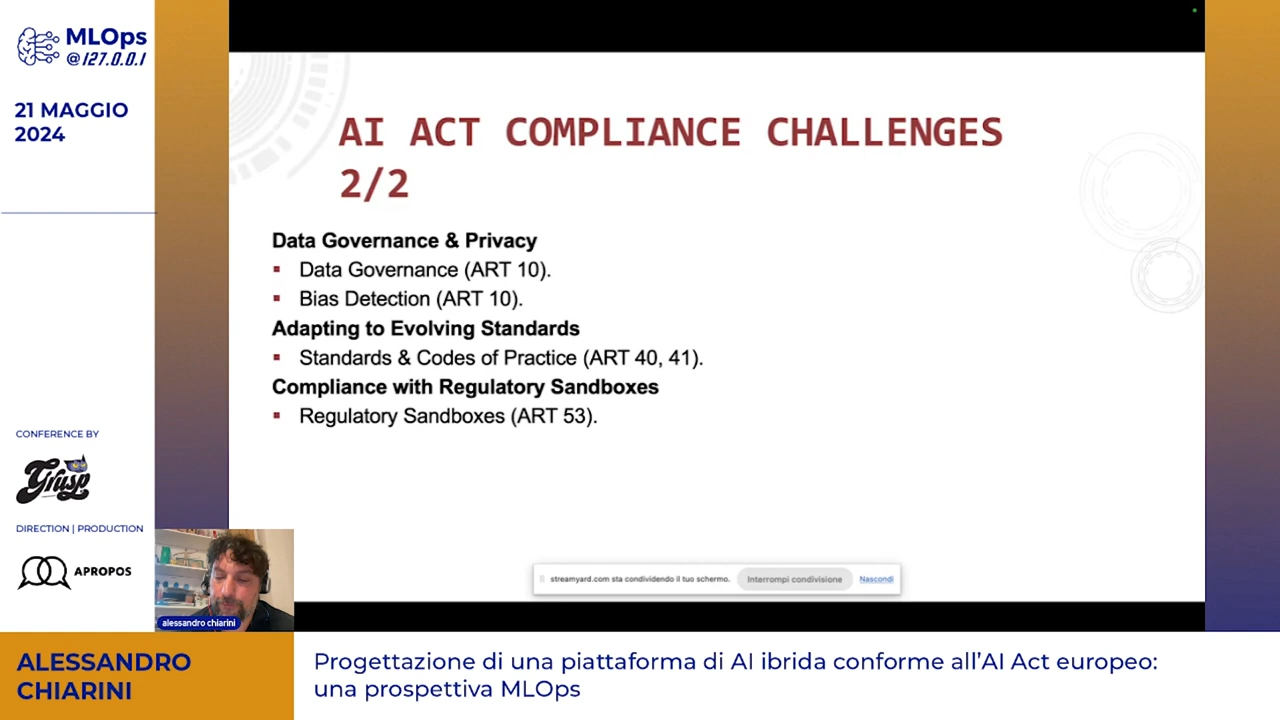 MLOps
@127.0.0.1
21 MAGGIO
2024
AI ACT COMPLIANCE CHALLENGES
2/2
Data Governance & Privacy
▪ Data Governance (ART 10).
▪ Bias Detection (ART 10).
Adapting to Evolving Standards
▪ Standards & Codes of Practice (ART 40, 41).
Compliance with Regulatory Sandboxes
▪ Regulatory Sandboxes (ART 53).
CONFERENCE BY
Grusp
DIRECTION | PRODUCTION
APROPOS
streamyard.com sta condividendo il tuo schermo. Interrompi condivisione Nascondi
alessandro chiarini
ALESSANDRO
CHIARINI
Progettazione di una piattaforma di AI ibrida conforme all’AI Act europeo:
una prospettiva MLOps